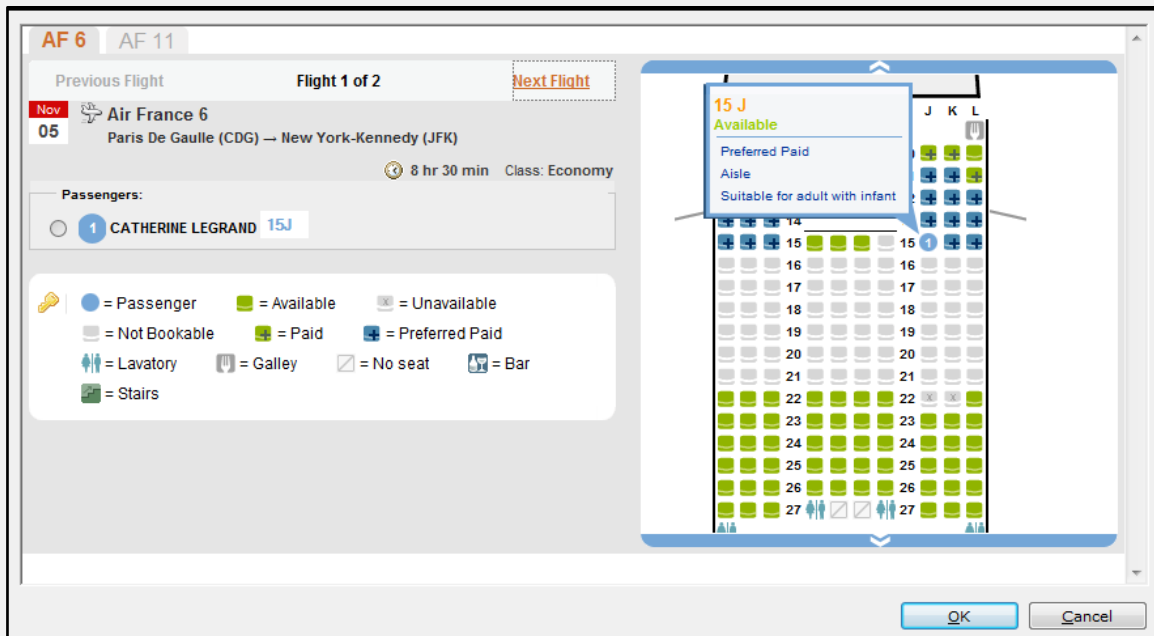 AF 6 AF 11
Previous Flight Flight 1 of 2 Next Flight
Nov
05
Air France 6
Paris De Gaulle (CDG) → New York-Kennedy (JFK)
8 hr 30 min Class: Economy
Passengers:
1 CATHERINE LEGRAND 15J
= Passenger = Available x = Unavailable
= Not Bookable = Paid = Preferred Paid
= Lavatory = Galley = No seat = Bar
= Stairs
15 J
Available
Preferred Paid
Aisle
Suitable for adult with infant
J K L
14
15 15 1
16 16
17 17
18 18
19 19
20 20
21 21
22 22 x x
23 23
24 24
25 25
26 26
27 27
OK Cancel